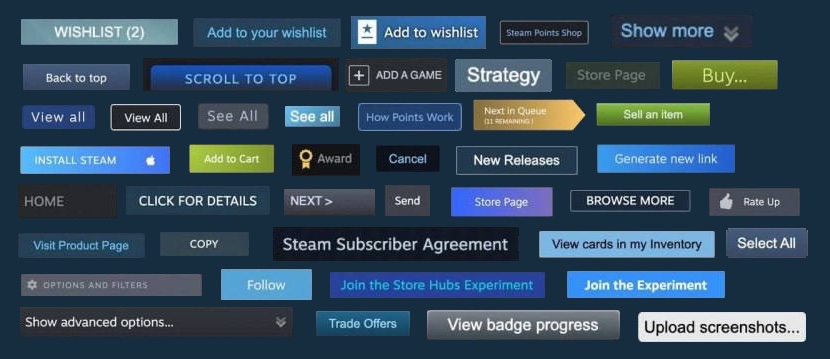 WISHLIST (2)
Add to your wishlist
Add to wishlist
Steam Points Shop
Show more
Back to top
SCROLL TO TOP
ADD A GAME
Strategy
Store Page
Buy...
View all
View All
See All
See all
How Points Work
Next in Queue
(11 REMAINING )
Sell an item
INSTALL STEAM
Add to Cart
Award
Cancel
New Releases
Generate new link
HOME
CLICK FOR DETAILS
NEXT >
Send
Store Page
BROWSE MORE
Rate Up
Visit Product Page
COPY
Steam Subscriber Agreement
View cards in my Inventory
Select All
OPTIONS AND FILTERS
Follow
Join the Store Hubs Experiment
Join the Experiment
Show advanced options...
Trade Offers
View badge progress
Upload screenshots...